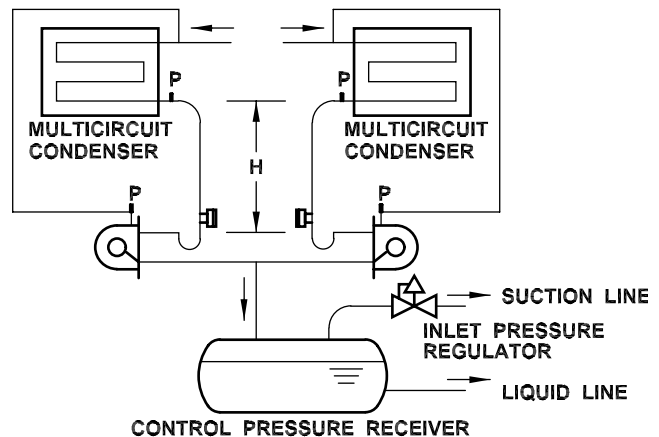 P
P
MULTICIRCUIT
CONDENSER
MULTICIRCUIT
CONDENSER
H
P
P
SUCTION LINE
INLET PRESSURE
REGULATOR
LIQUID LINE
CONTROL PRESSURE RECEIVER